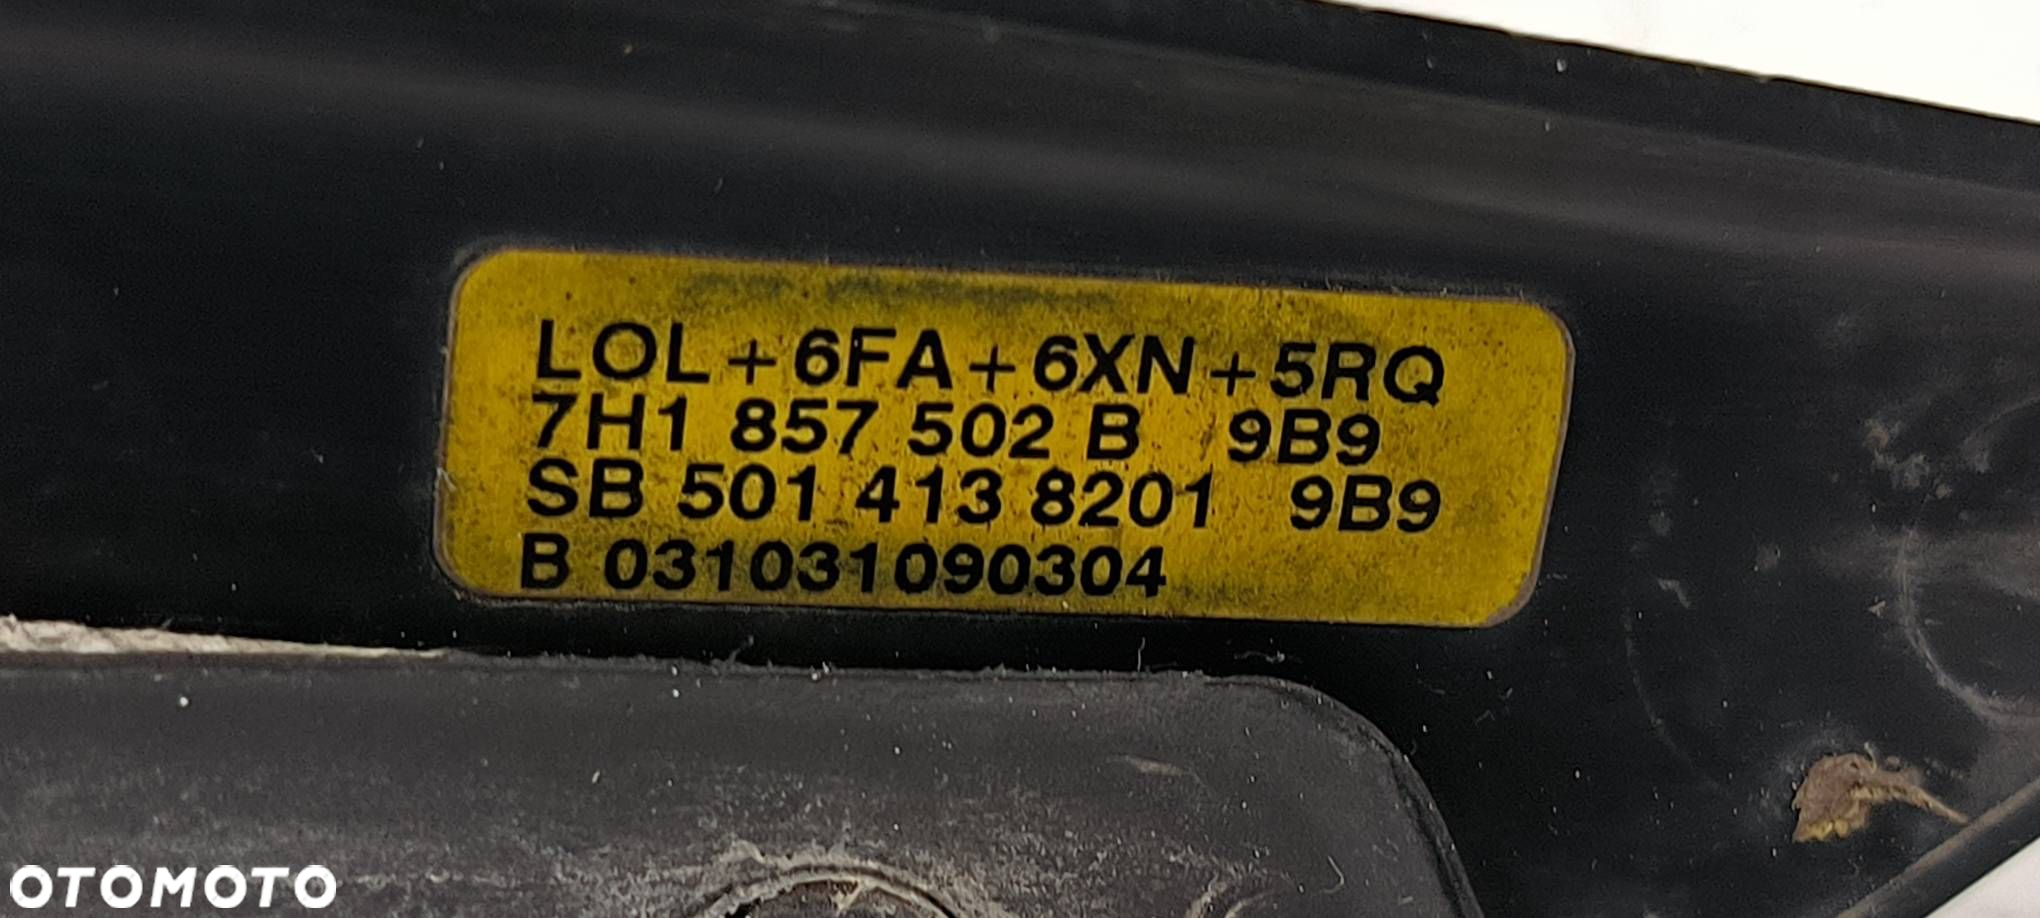 LOL+6FA+6XN+5RQ
7H1 857 502 B 9B9
SB 501 413 8201 9B9
B 031031090304
OTOMOTO